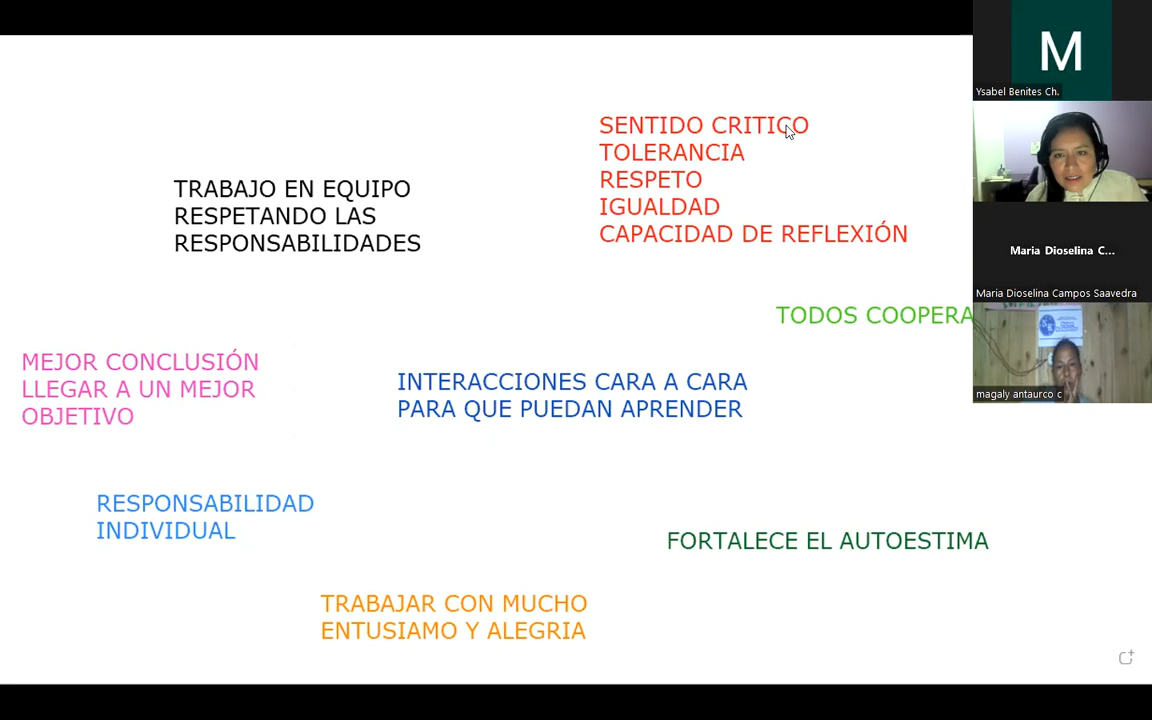 M
Ysabel Benites Ch.
SENTIDO CRITICO
TOLERANCIA
RESPETO
IGUALDAD
CAPACIDAD DE REFLEXIÓN
TRABAJO EN EQUIPO
RESPETANDO LAS
RESPONSABILIDADES
Maria Dioselina C...
Maria Dioselina Campos Saavedra
TODOS COOPERA
magaly antaurco c
MEJOR CONCLUSIÓN
LLEGAR A UN MEJOR
OBJETIVO
INTERACCIONES CARA A CARA
PARA QUE PUEDAN APRENDER
RESPONSABILIDAD
INDIVIDUAL
FORTALECE EL AUTOESTIMA
TRABAJAR CON MUCHO
ENTUSIAMO Y ALEGRIA